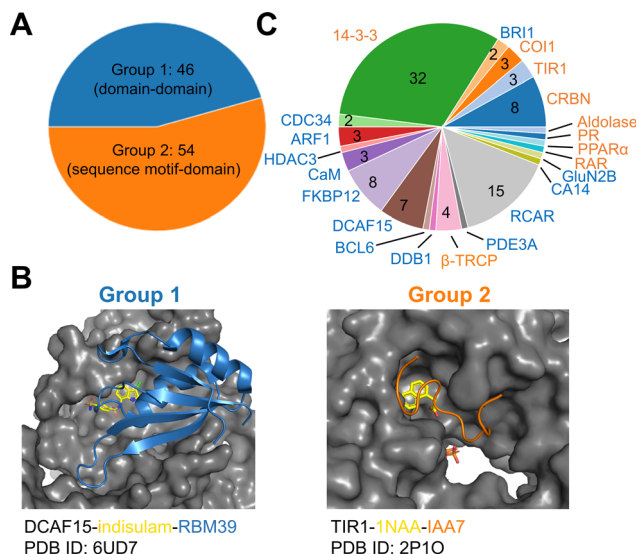 A
Group 1: 46
(domain-domain)
Group 2: 54
(sequence motif-domain)
C
14-3-3
BRI1
COI1
TIR1
CRBN
Aldolase
PR
PPARα
RAR
GluN2B
CA14
RCAR
PDE3A
β-TRCP
DDB1
BCL6
DCAF15
FKBP12
CaM
HDAC3
ARF1
CDC34
32
2
3
3
8
15
4
7
8
3
3
2
B
Group 1
Group 2
DCAF15-indisulam-RBM39
PDB ID: 6UD7
TIR1-1NAA-IAA7
PDB ID: 2P1O